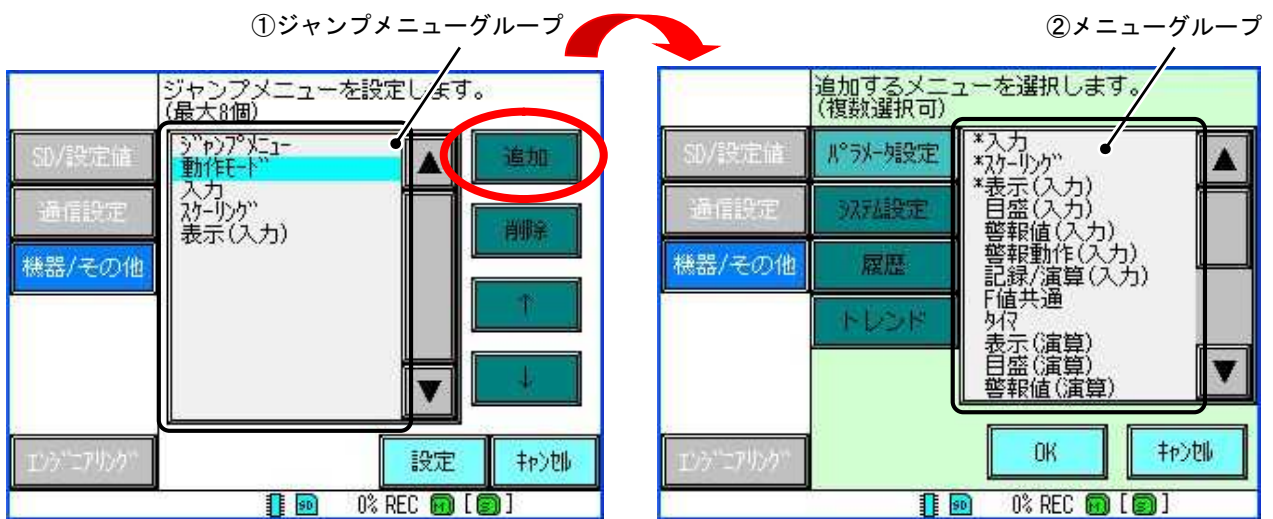 ①ジャンプメニューグループ
②メニューグループ
ジャンプメニューを設定します。
(最大8個)
SD/設定値
通信設定
機器/その他
エンジニアリング
ジャンプメニュー
動作モード
入力
スケーリング
表示(入力)
▲
▼
追加
削除
↑
↓
設定
キャンセル
SD
0% REC
[S]
追加するメニューを選択します。
(複数選択可)
SD/設定値
通信設定
機器/その他
エンジニアリング
パラメータ設定
システム設定
履歴
トレンド
*入力
*スケーリング
*表示(入力)
目盛(入力)
警報値(入力)
警報動作(入力)
記録/演算(入力)
F値共通
タイマ
表示(演算)
目盛(演算)
警報値(演算)
▲
▼
OK
キャンセル
SD
0% REC
[S]